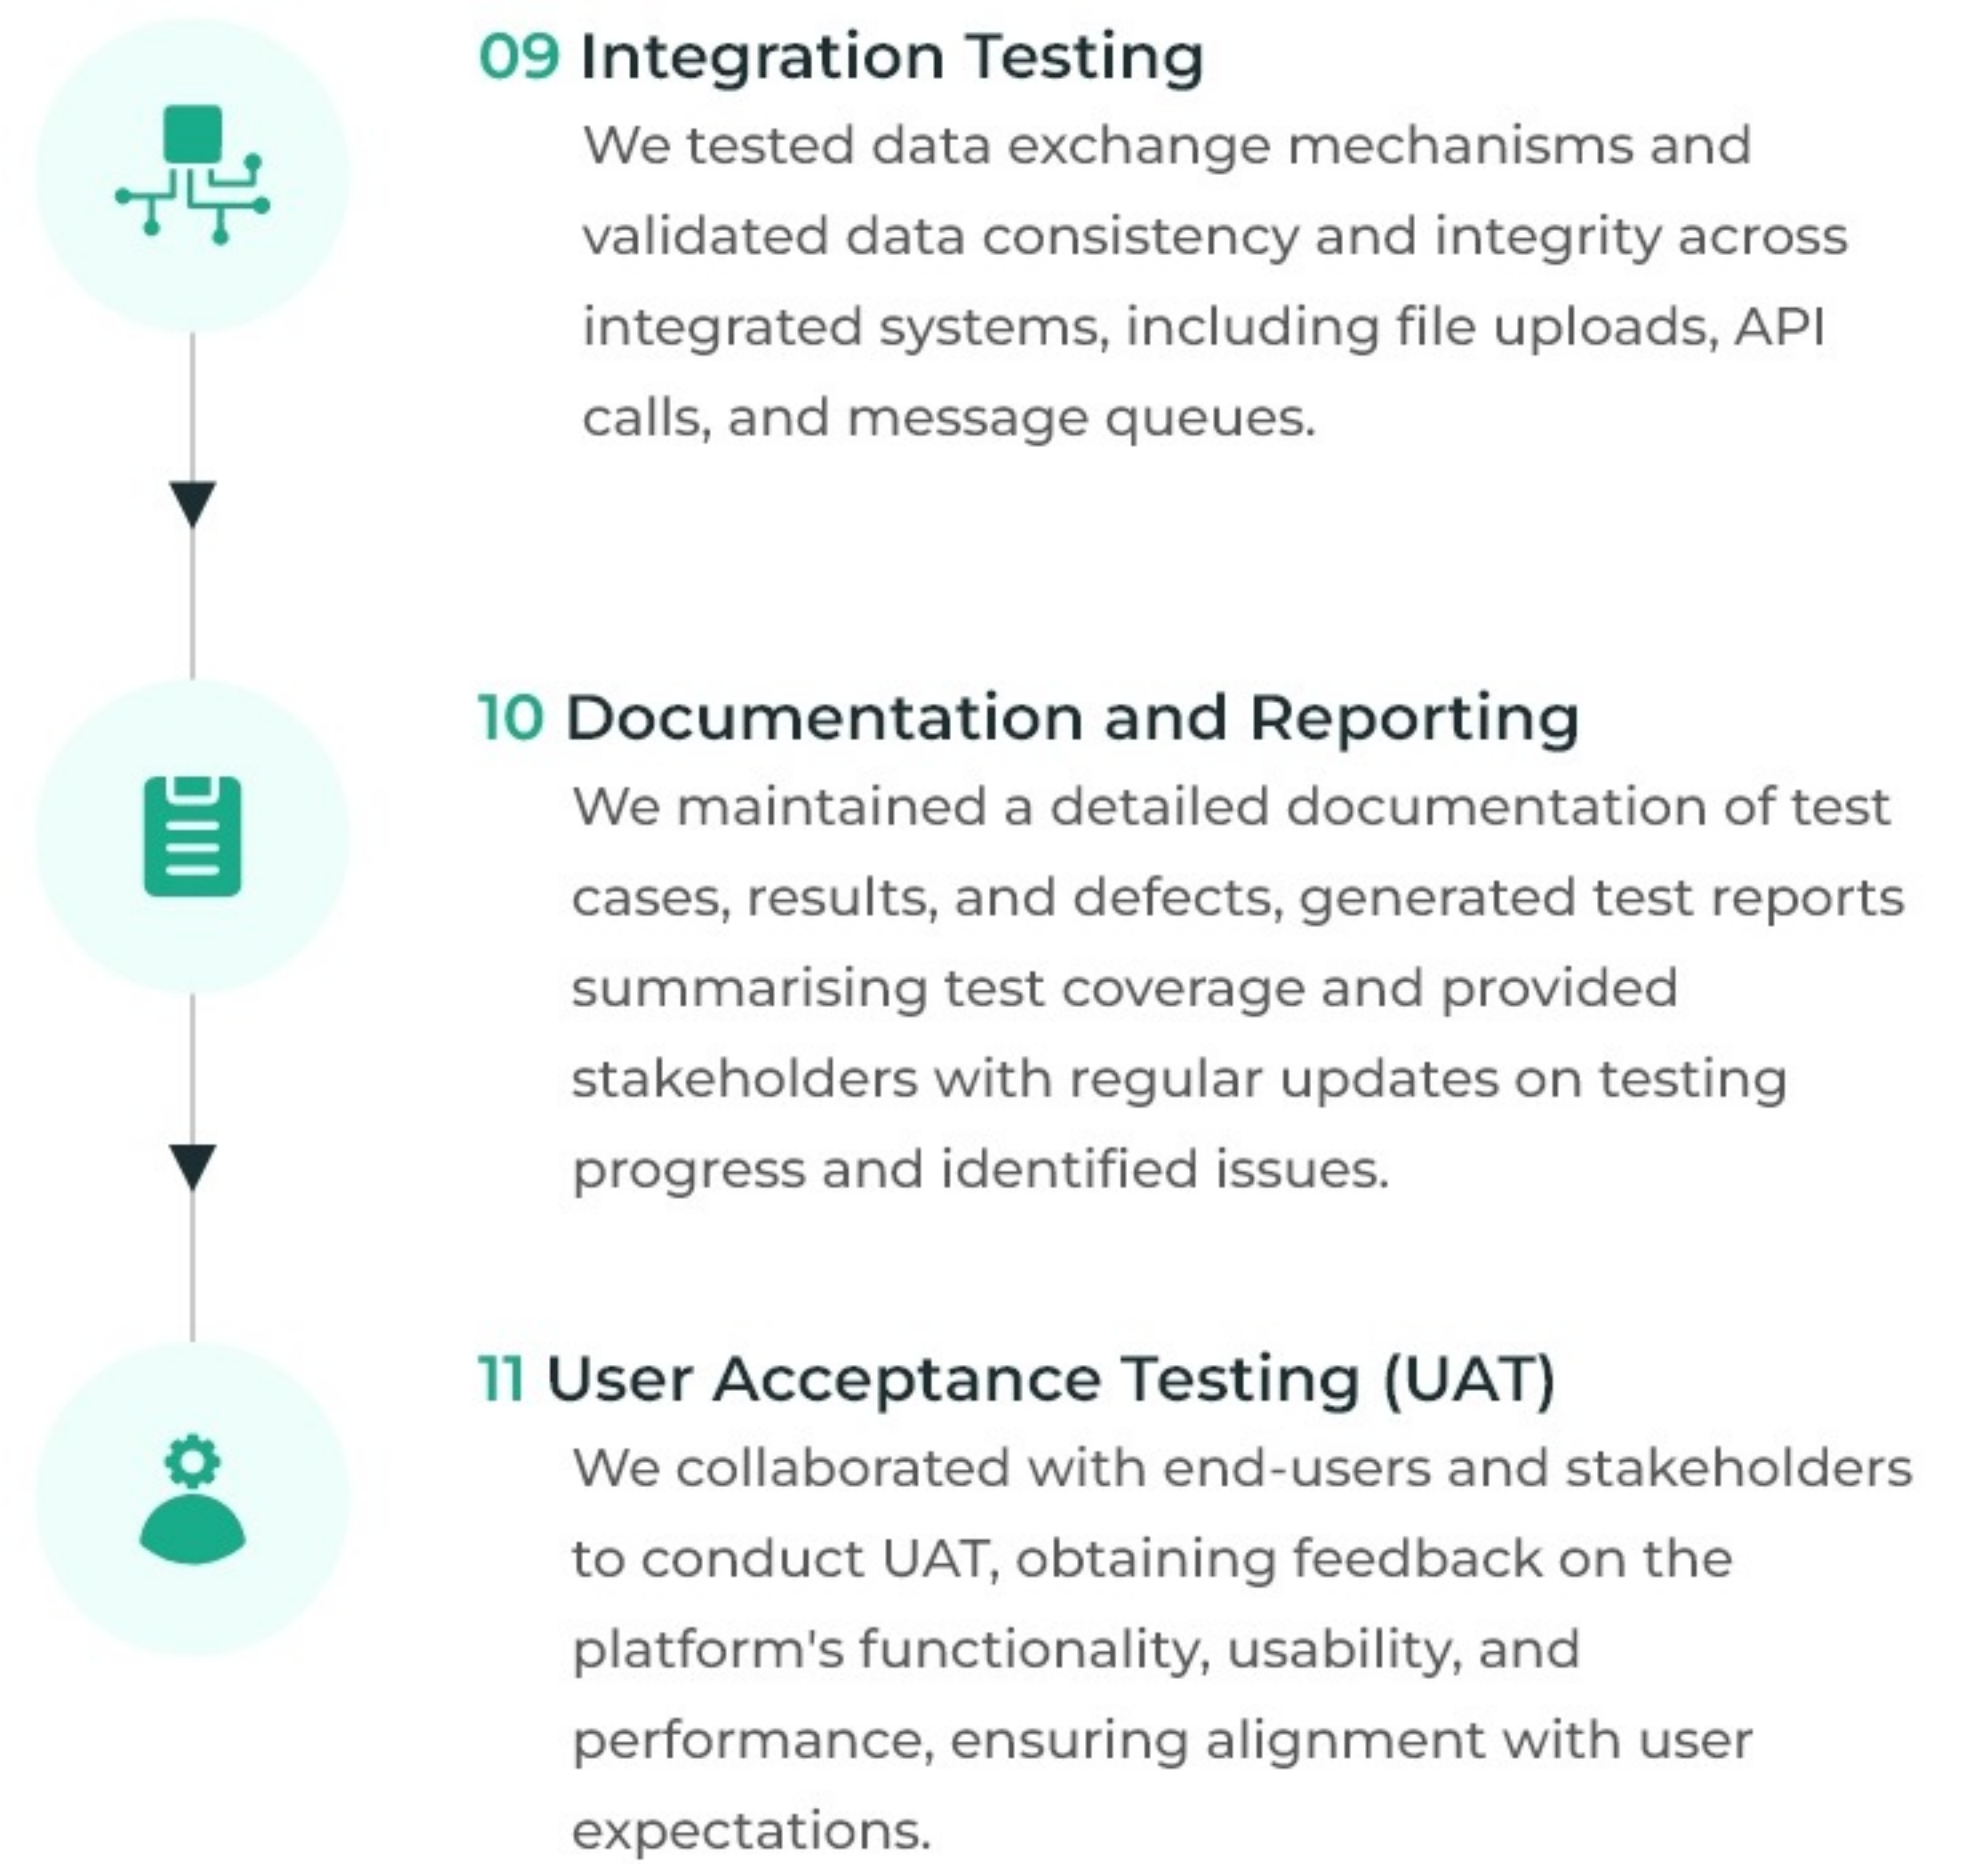 09 Integration Testing
We tested data exchange mechanisms and
validated data consistency and integrity across
integrated systems, including file uploads, API
calls, and message queues.
10 Documentation and Reporting
We maintained a detailed documentation of test
cases, results, and defects, generated test reports
summarising test coverage and provided
stakeholders with regular updates on testing
progress and identified issues.
11 User Acceptance Testing (UAT)
We collaborated with end-users and stakeholders
to conduct UAT, obtaining feedback on the
platform's functionality, usability, and
performance, ensuring alignment with user
expectations.